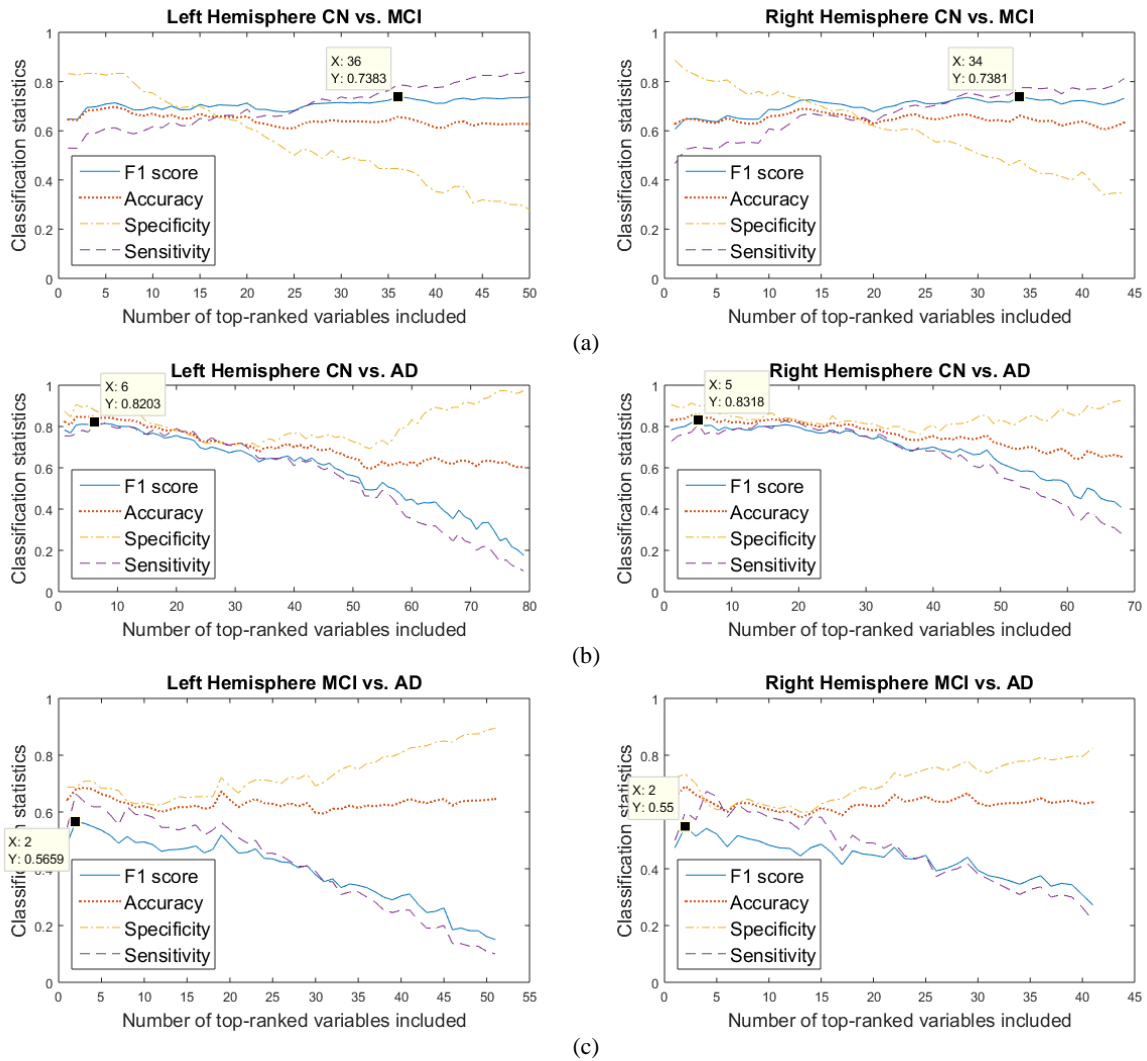 Left Hemisphere CN vs. MCI
Classification statistics
1
0.8
0.6
0.4
0.2
0
X: 36
Y: 0.7383
F1 score
Accuracy
Specificity
Sensitivity
0 5 10 15 20 25 30 35 40 45 50
Number of top-ranked variables included
Right Hemisphere CN vs. MCI
Classification statistics
1
0.8
0.6
0.4
0.2
0
X: 34
Y: 0.7381
F1 score
Accuracy
Specificity
Sensitivity
0 5 10 15 20 25 30 35 40 45
Number of top-ranked variables included
(a)
Left Hemisphere CN vs. AD
Classification statistics
1
0.8
0.6
0.4
0.2
0
X: 6
Y: 0.8203
F1 score
Accuracy
Specificity
Sensitivity
0 10 20 30 40 50 60 70 80
Number of top-ranked variables included
Right Hemisphere CN vs. AD
Classification statistics
1
0.8
0.6
0.4
0.2
0
X: 5
Y: 0.8318
F1 score
Accuracy
Specificity
Sensitivity
0 10 20 30 40 50 60 70
Number of top-ranked variables included
(b)
Left Hemisphere MCI vs. AD
Classification statistics
1
0.8
0.6
0.4
0.2
0
X: 2
Y: 0.5659
F1 score
Accuracy
Specificity
Sensitivity
0 5 10 15 20 25 30 35 40 45 50 55
Number of top-ranked variables included
Right Hemisphere MCI vs. AD
Classification statistics
1
0.8
0.4
0.2
0
X: 2
Y: 0.55
F1 score
Accuracy
Specificity
Sensitivity
0 5 10 15 20 25 30 35 40 45
Number of top-ranked variables included
(c)